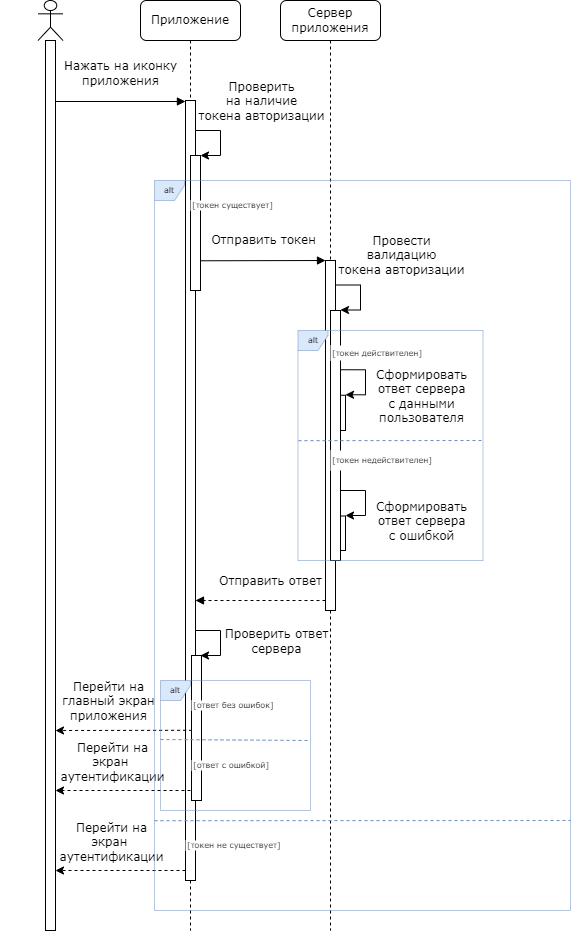 Приложение
Сервер
приложения
Нажать на иконку
приложения
Проверить
на наличие
токена авторизации
alt
[токен существует]
Отправить токен
Провести
валидацию
токена авторизации
alt
[токен действителен]
Сформировать
ответ сервера
с данными
пользователя
[токен недействителен]
Сформировать
ответ сервера
с ошибкой
Отправить ответ
Проверить ответ
сервера
alt
[ответ без ошибок]
Перейти на
главный экран
приложения
Перейти на
экран
аутентификации
[ответ с ошибкой]
Перейти на
экран
аутентификации
[токен не существует]